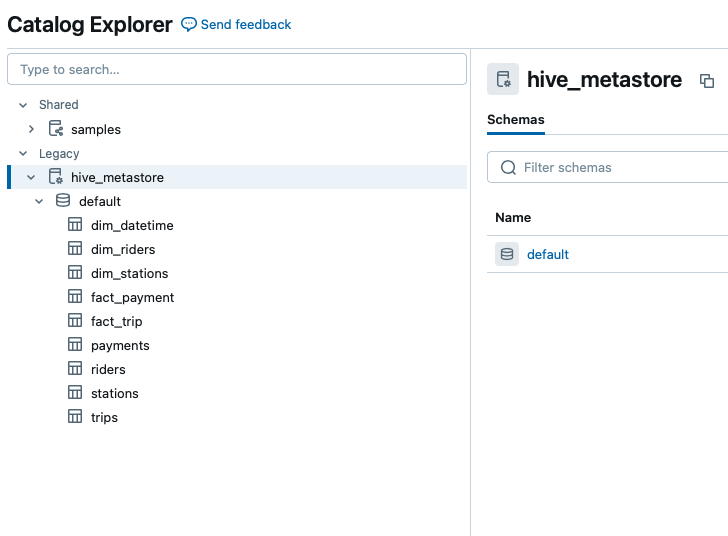 Catalog Explorer Send feedback
Type to search...
Shared
samples
Legacy
hive_metastore
default
dim_datetime
dim_riders
dim_stations
fact_payment
fact_trip
payments
riders
stations
trips
hive_metastore
Schemas
Filter schemas
Name
default